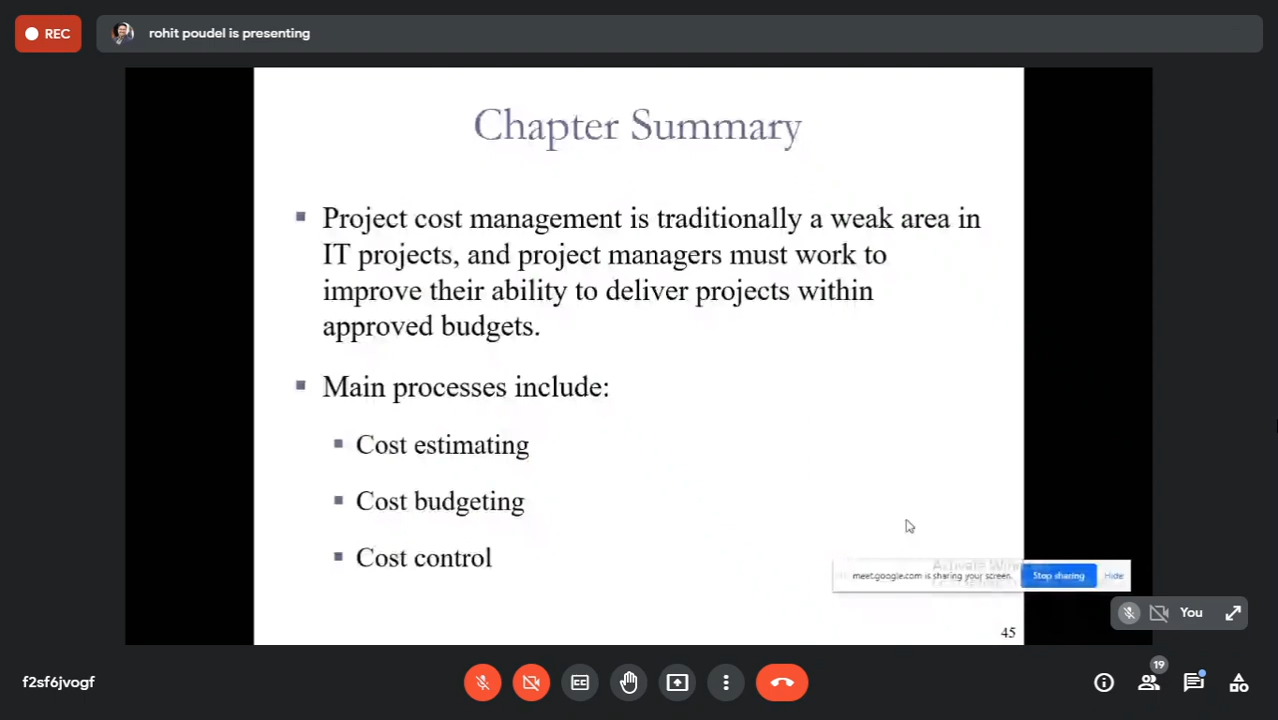 REC
rohit poudel is presenting
Chapter Summary
Project cost management is traditionally a weak area in
IT projects, and project managers must work to
improve their ability to deliver projects within
approved budgets.
Main processes include:
Cost estimating
Cost budgeting
Cost control
meet.google.com is sharing your screen.
Stop sharing
Hide
You
45
19
f2sf6jvogf
CC